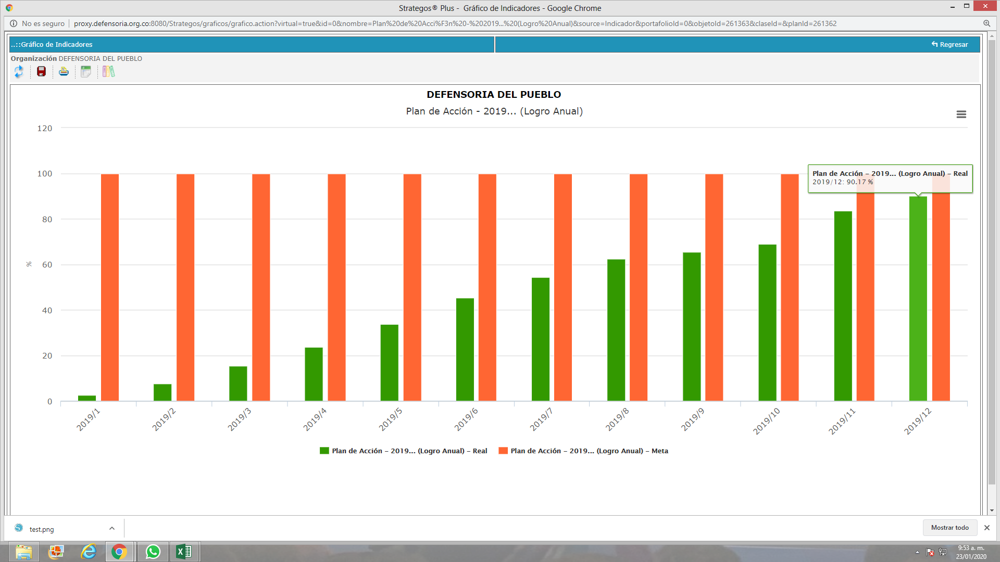 Strategos® Plus - Gráfico de Indicadores - Google Chrome
No es seguro | proxy.defensoria.org.co:8080/Strategos/graficos/grafico.action?virtual=true&id=0&nombre=Plan%20de%20Acci%F3n%20-%202019...%20(Logro%20Anual)&source=Indicador&portafolioId=0&objetoId=261363&claseId=&planId=261362
..::Gráfico de Indicadores
Regresar
Organización DEFENSORIA DEL PUEBLO
DEFENSORIA DEL PUEBLO
Plan de Acción - 2019... (Logro Anual)
120
100
80
60
40
20
0
%
Plan de Acción - 2019... (Logro Anual) - Real
2019/12: 90.17 %
2019/1
2019/2
2019/3
2019/4
2019/5
2019/6
2019/7
2019/8
2019/9
2019/10
2019/11
2019/12
Plan de Acción - 2019... (Logro Anual) - Real
Plan de Acción - 2019... (Logro Anual) - Meta
test.png
Mostrar todo
9:53 a. m.
23/01/2020